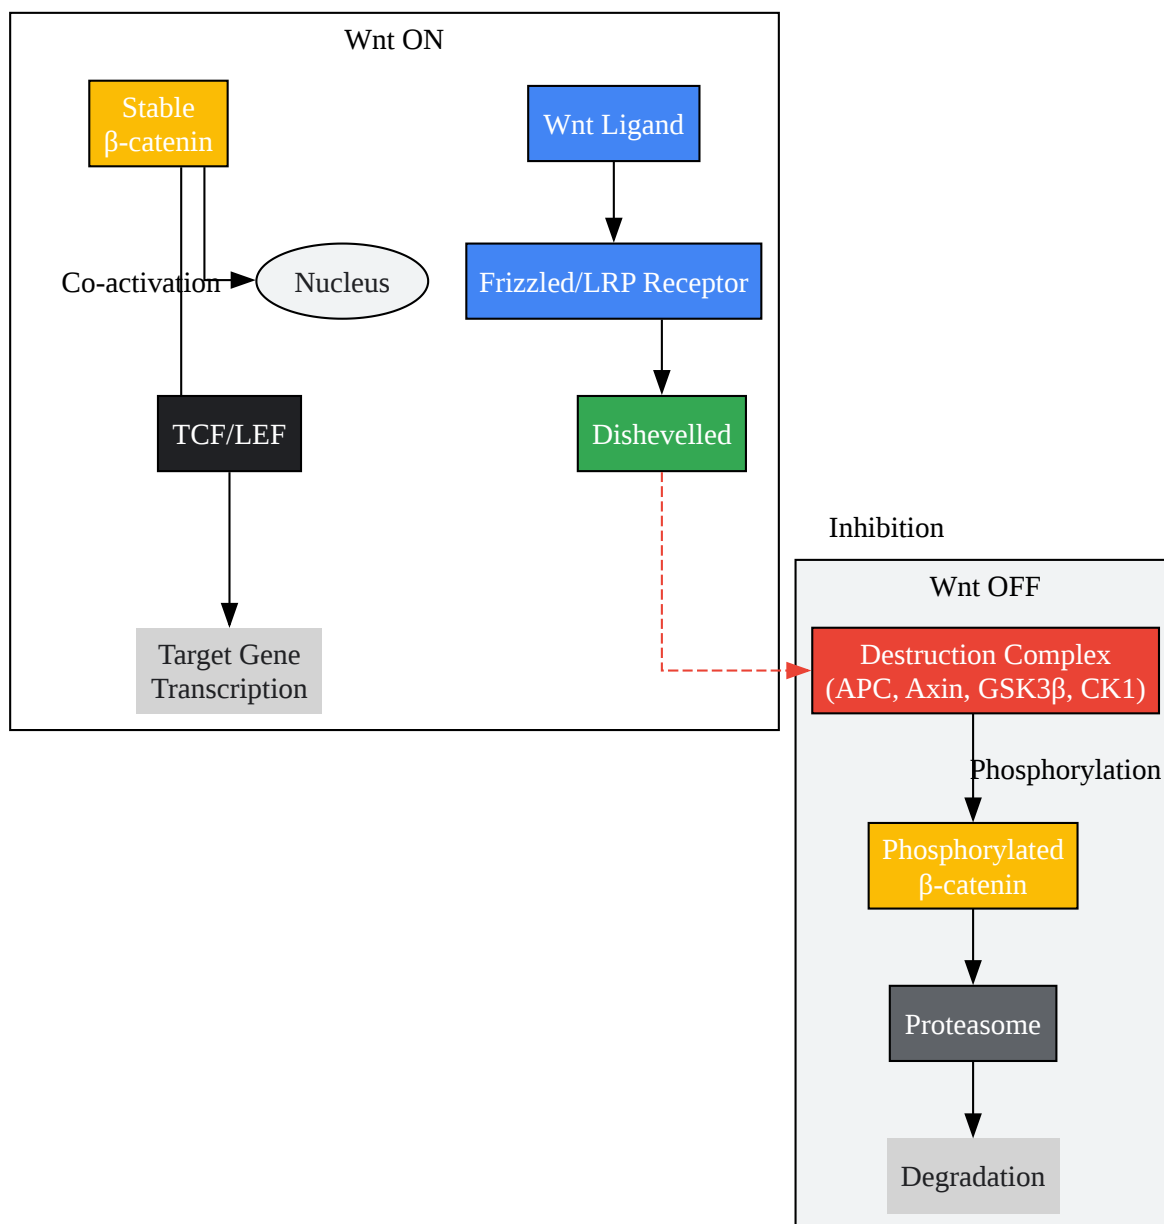 Wnt ON
Stable
β-catenin
Wnt Ligand
Co-activation
Nucleus
Frizzled/LRP Receptor
TCF/LEF
Dishevelled
Target Gene
Transcription
Inhibition
Wnt OFF
Destruction Complex
(APC, Axin, GSK3β, CK1)
Phosphorylation
Phosphorylated
β-catenin
Proteasome
Degradation